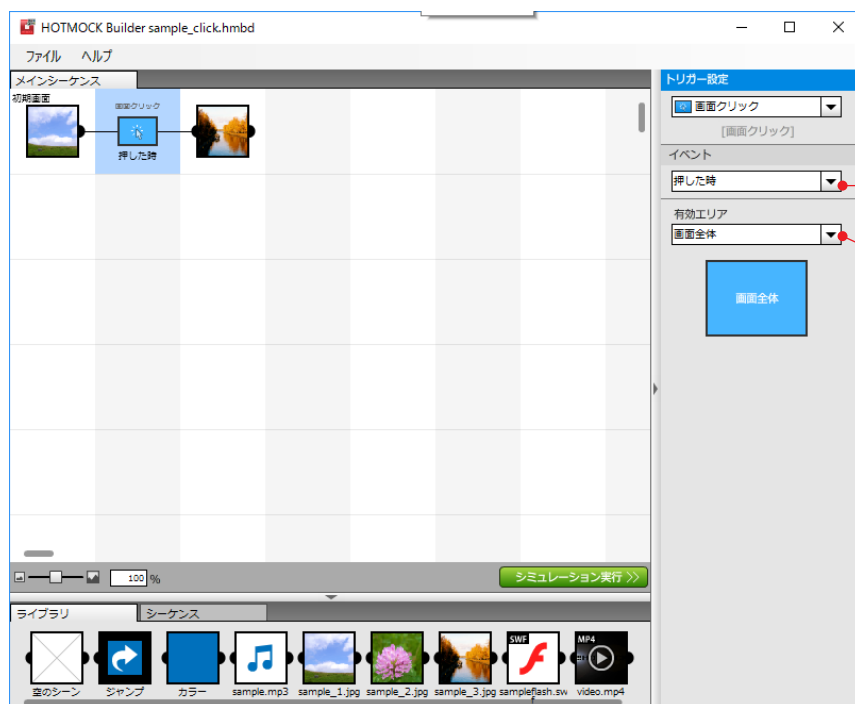 HOTMOCK Builder sample_click.hmbd
ファイル ヘルプ
メインシーケンス
初期画面
画面クリック
押した時
トリガー設定
画面クリック
[画面クリック]
イベント
押した時
有効エリア
画面全体
画面全体
100 %
シミュレーション実行
ライブラリ シーケンス
SWF MP4
空のシーン ジャンプ カラー sample.mp3 sample_1.jpg sample_2.jpg sample_3.jpg sampleflash.sw video.mp4
f